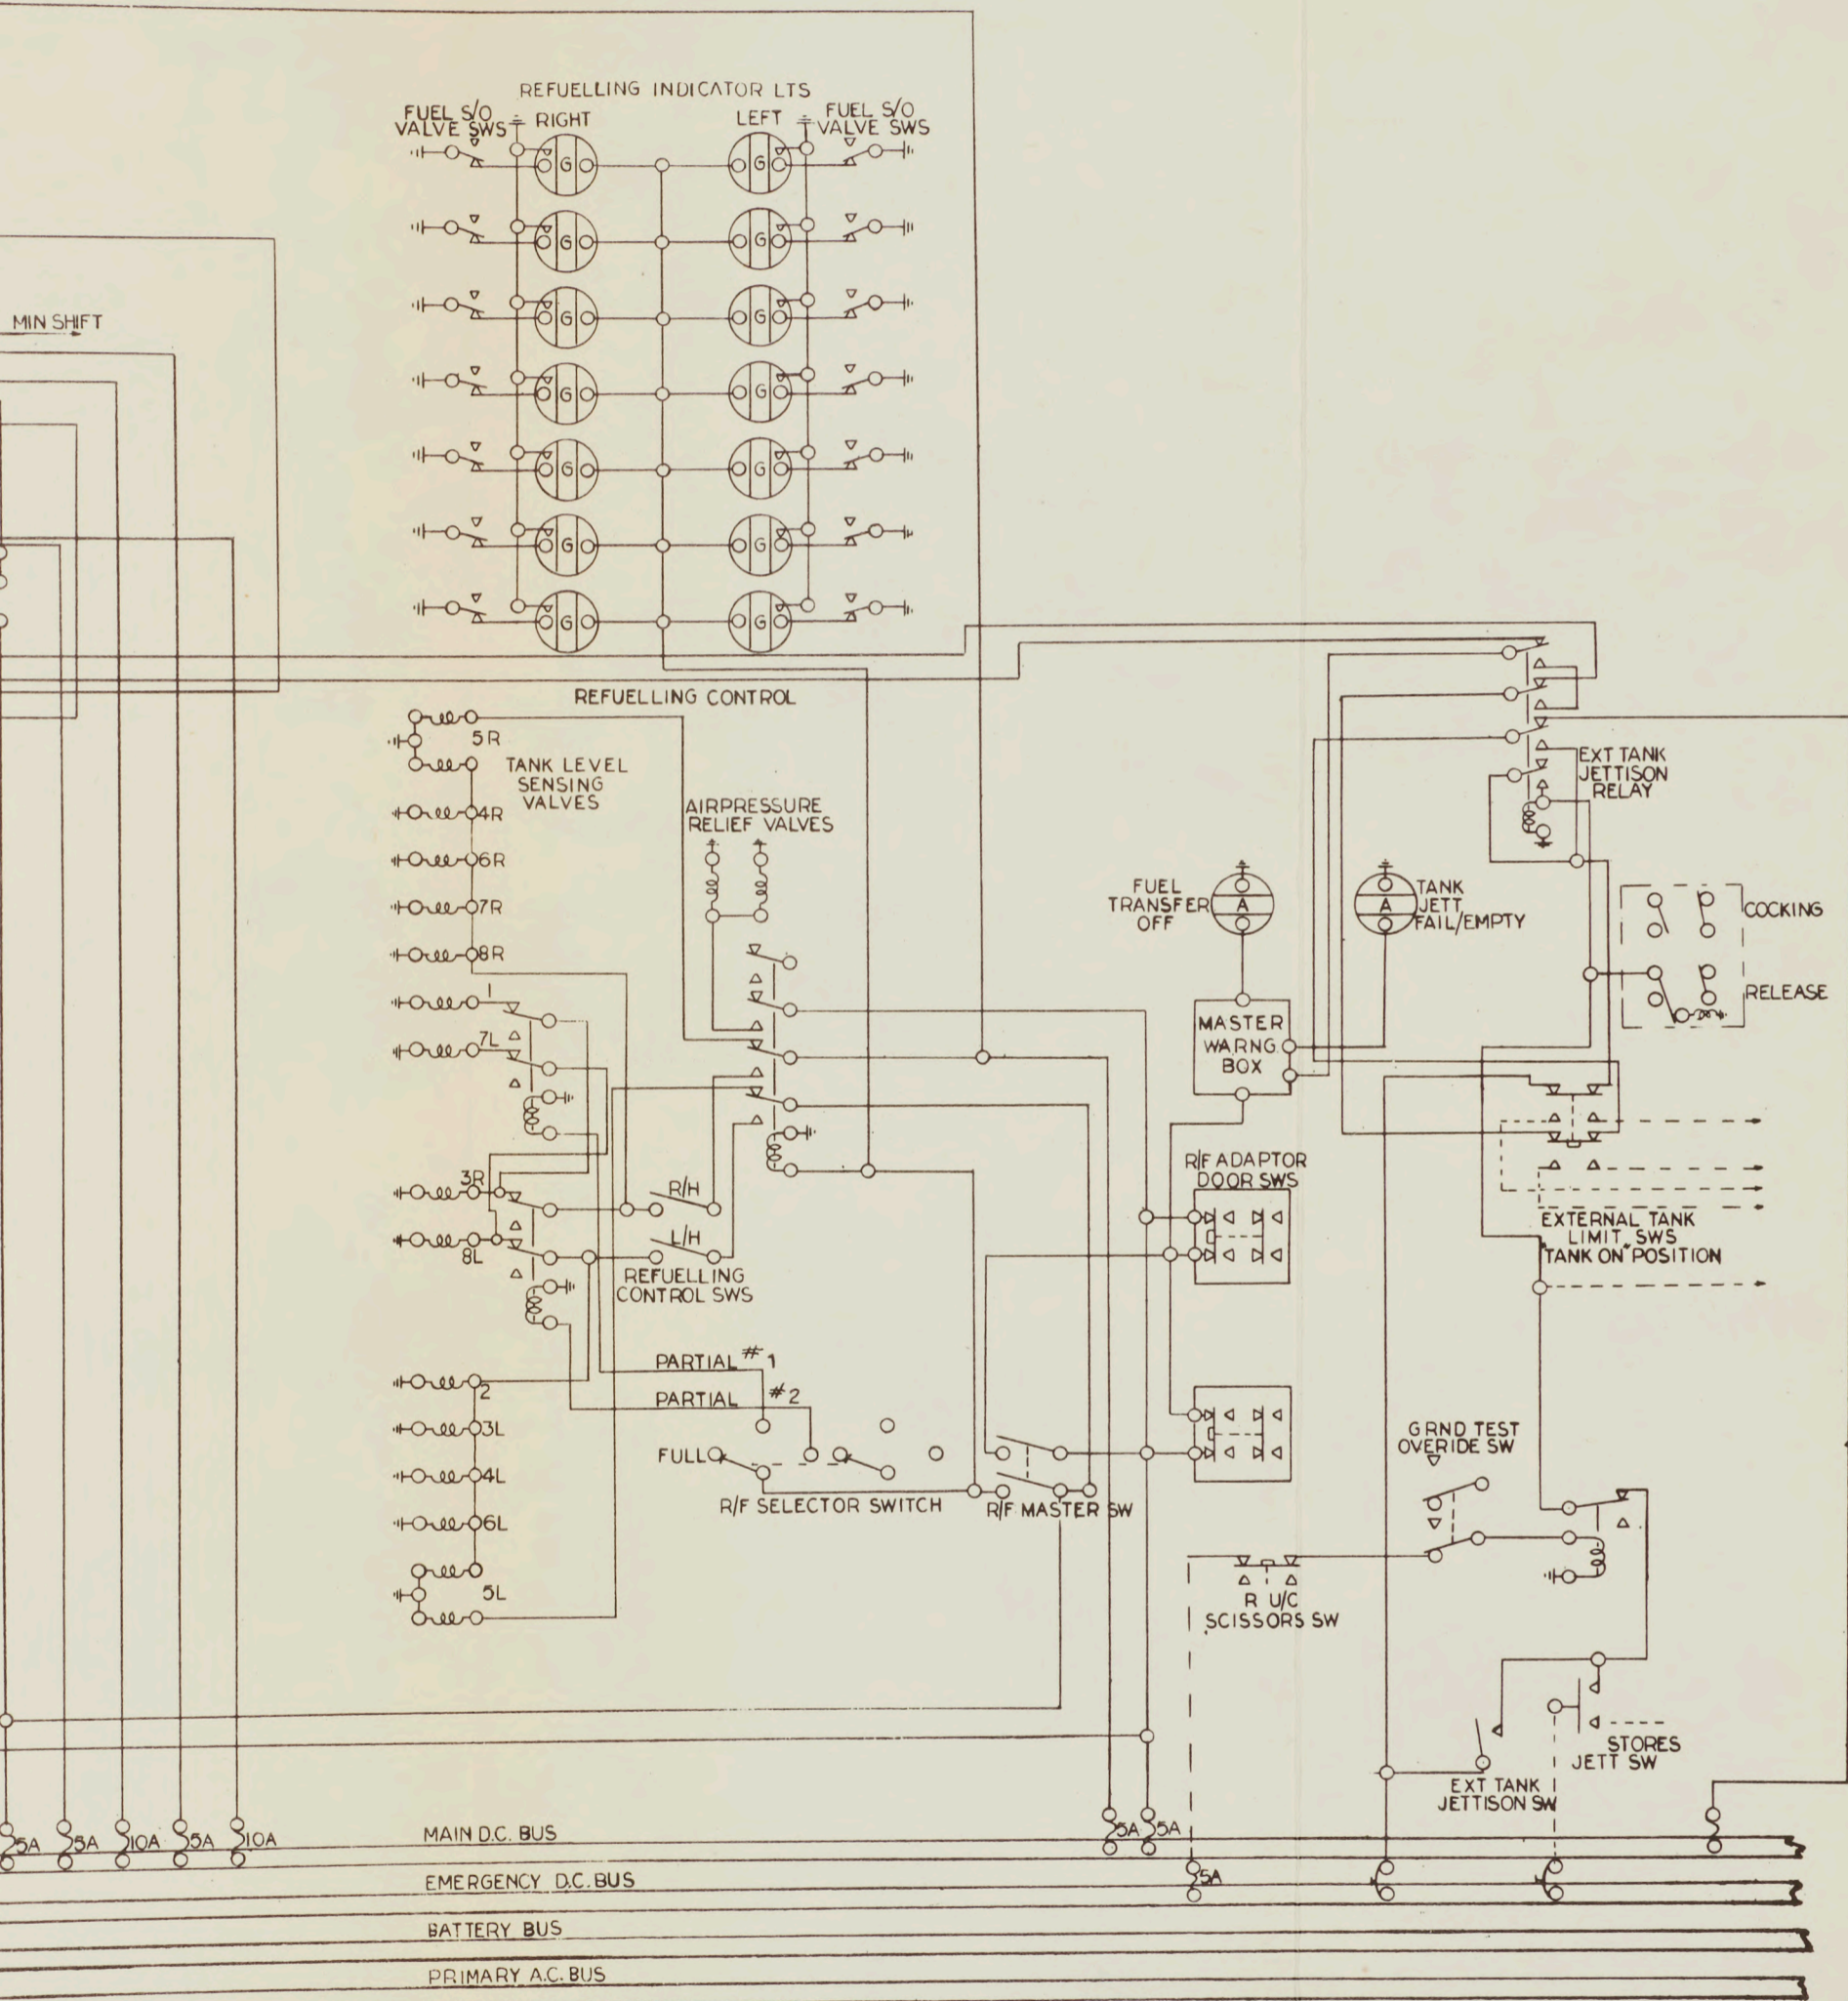 REFUELLING INDICATOR LTS
FUEL S/O
VALVE SWS
RIGHT
LEFT
FUEL S/O
VALVE SWS
G
G
G
G
G
G
G
G
G
G
G
G
G
G
MIN SHIFT
REFUELLING CONTROL
5R
TANK LEVEL
SENSING
VALVES
4R
6R
7R
8R
1
7L
3R
8L
2
3L
4L
6L
5L
AIRPRESSURE
RELIEF VALVES
R/H
L/H
REFUELLING
CONTROL SWS
PARTIAL #1
PARTIAL #2
FULL
R/F SELECTOR SWITCH
R/F MASTER SW
EXT TANK
JETTISON
RELAY
FUEL
TRANSFER
OFF
A
A
TANK
JETT
FAIL/EMPTY
COCKING
RELEASE
MASTER
WARNG.
BOX
R/F ADAPTOR
DOOR SWS
EXTERNAL TANK
LIMIT SWS
"TANK ON" POSITION
GRND TEST
OVERIDE SW
R U/C
SCISSORS SW
STORES
JETT SW
EXT TANK
JETTISON SW
5A
5A
10A
5A
10A
MAIN D.C. BUS
5A
5A
EMERGENCY D.C. BUS
5A
BATTERY BUS
PRIMARY A.C. BUS